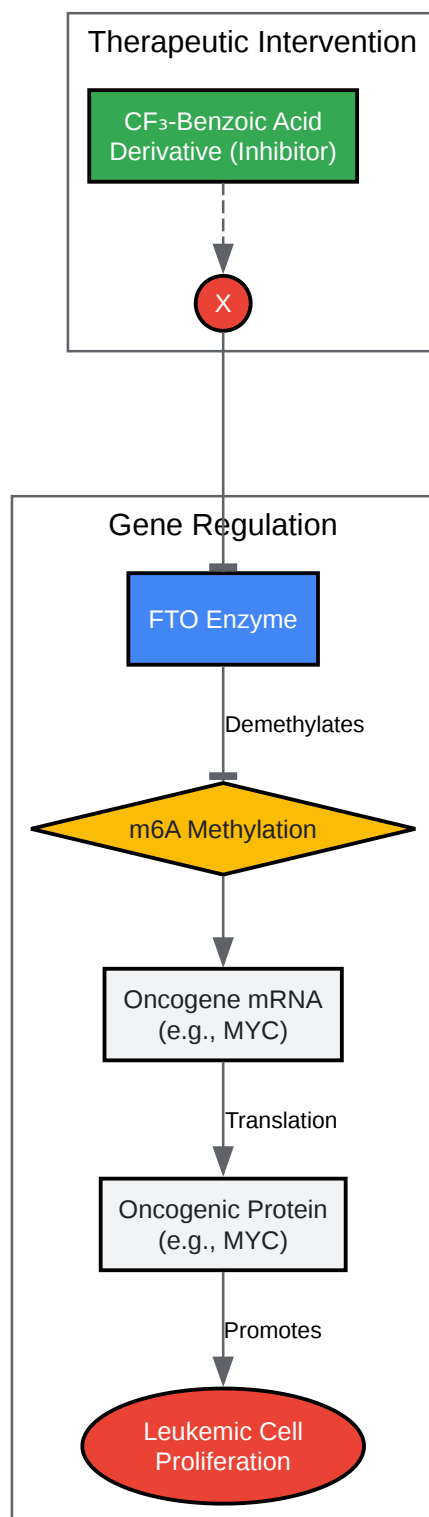 Therapeutic Intervention
CF₃-Benzoic Acid
Derivative (Inhibitor)
X
Gene Regulation
FTO Enzyme
Demethylates
m6A Methylation
Oncogene mRNA
(e.g., MYC)
Translation
Oncogenic Protein
(e.g., MYC)
Promotes
Leukemic Cell
Proliferation